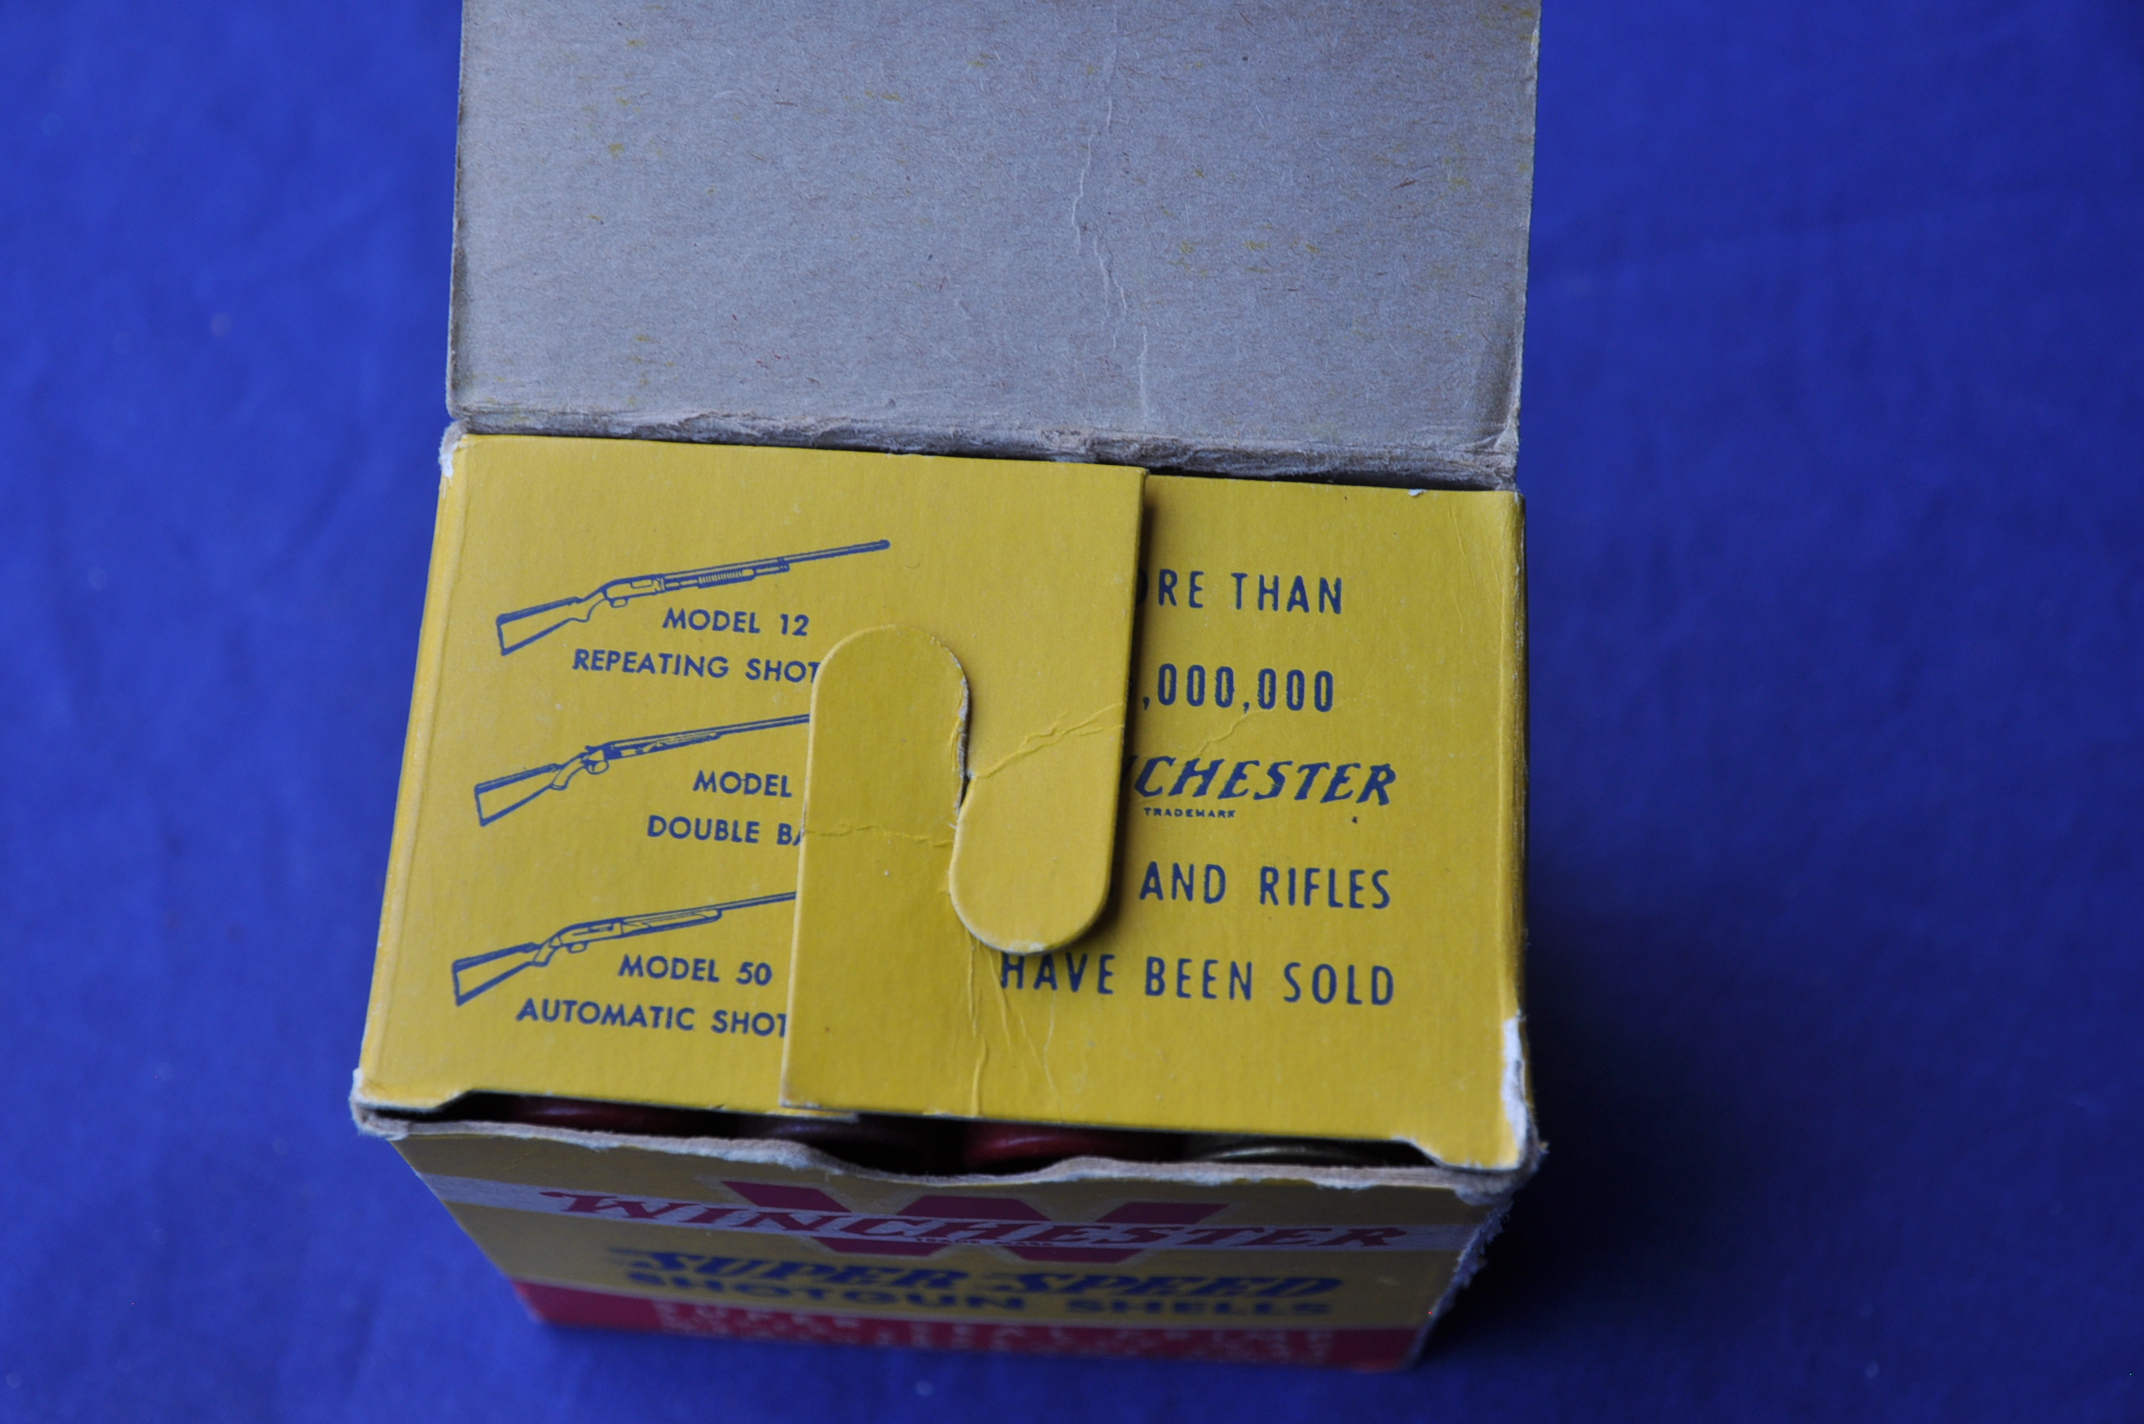 MODEL 12
REPEATING SHOT
MODEL
DOUBLE BA
MODEL 50
AUTOMATIC SHOT
ORE THAN
,000,000
CHESTER
TRADEMARK
AND RIFLES
HAVE BEEN SOLD
WINCHESTER
SUPER SPEED
SHOTGUN SHELLS